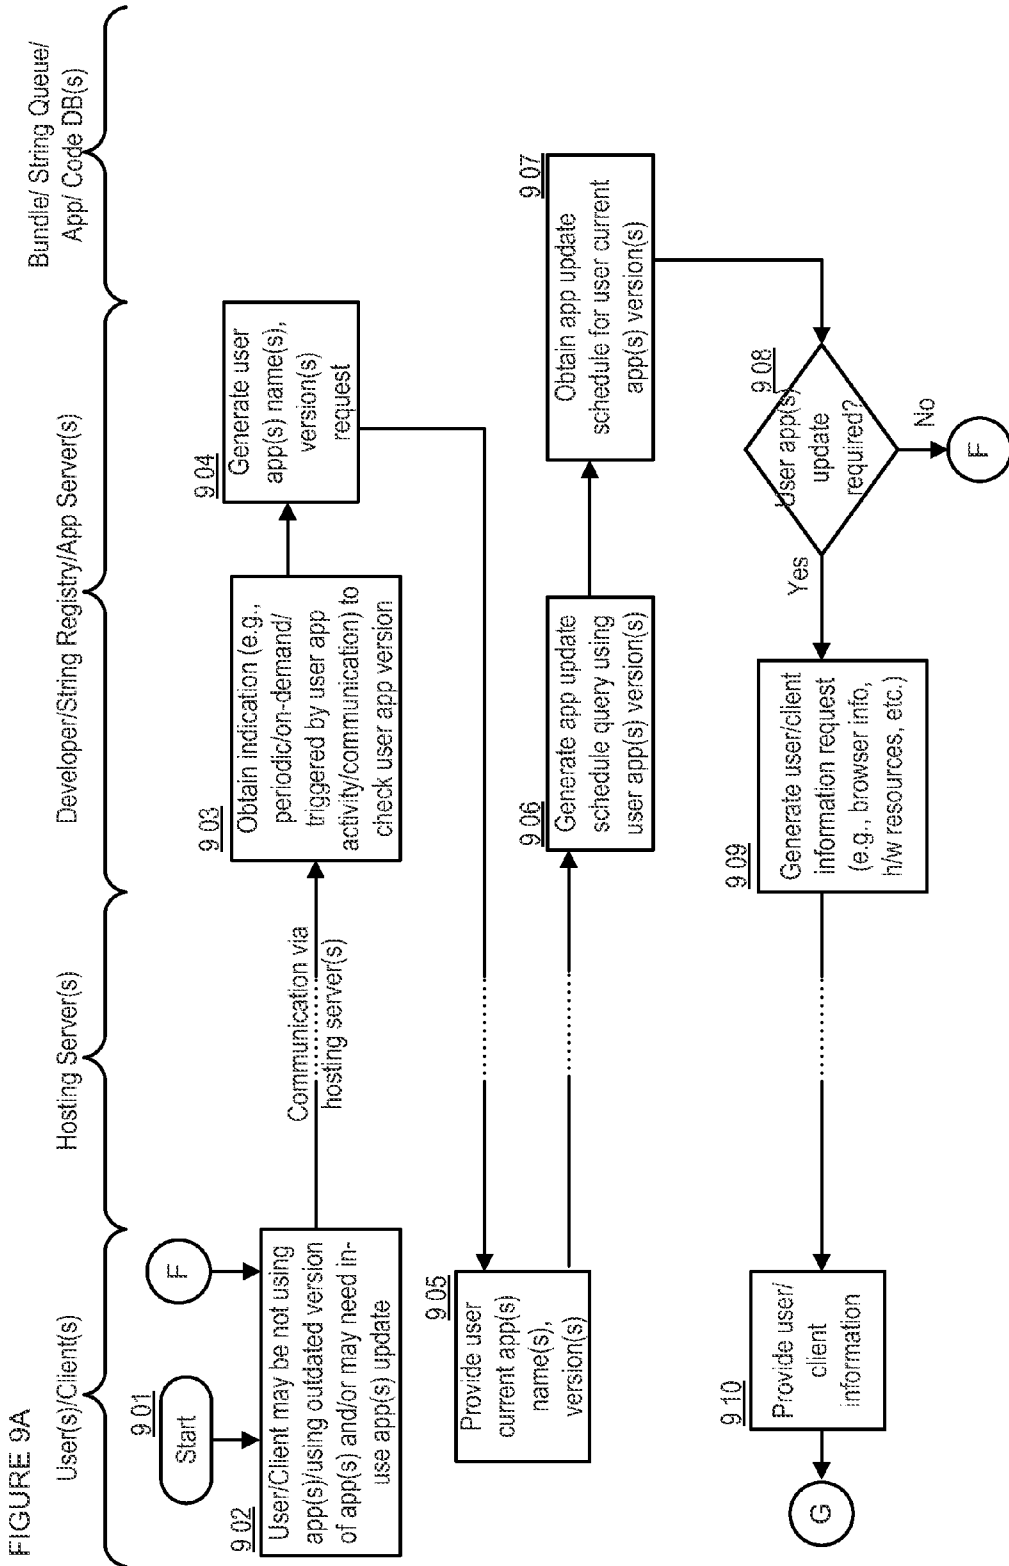 FIGURE 9A
User(s)/Client(s)
Hosting Server(s)
Developer/String Registry/App Server(s)
Bundle/ String Queue/
App/ Code DB(s)
9 01
Start
F
9 02
User/Client may be not using
app(s)/using outdated version
of app(s) and/or may need in-
use app(s) update
Communication via
hosting server(s)
9 03
Obtain indication (e.g.,
periodic/on-demand/
triggered by user app
activity/communication) to
check user app version
9 04
Generate user
app(s) name(s),
version(s)
request
9 05
Provide user
current app(s)
name(s),
version(s)
9 06
Generate app update
schedule query using
user app(s) version(s)
9 07
Obtain app update
schedule for user current
app(s) version(s)
9 08
User app(s)
update
required?
No
F
Yes
9 09
Generate user/client
information request
(e.g., browser info,
h/w resources, etc.)
9 10
Provide user/
client
information
G